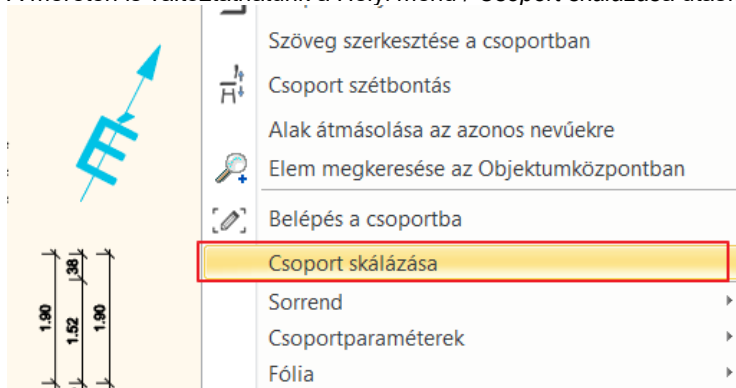 Szöveg szerkesztése a csoportban
Csoport szétbontás
Alak átmásolása az azonos nevűekre
Elem megkeresése az Objektumközpontban
Belépés a csoportba
Csoport skálázása
Sorrend
Csoportparaméterek
Fólia
É
38
1.90
1.52
1.90